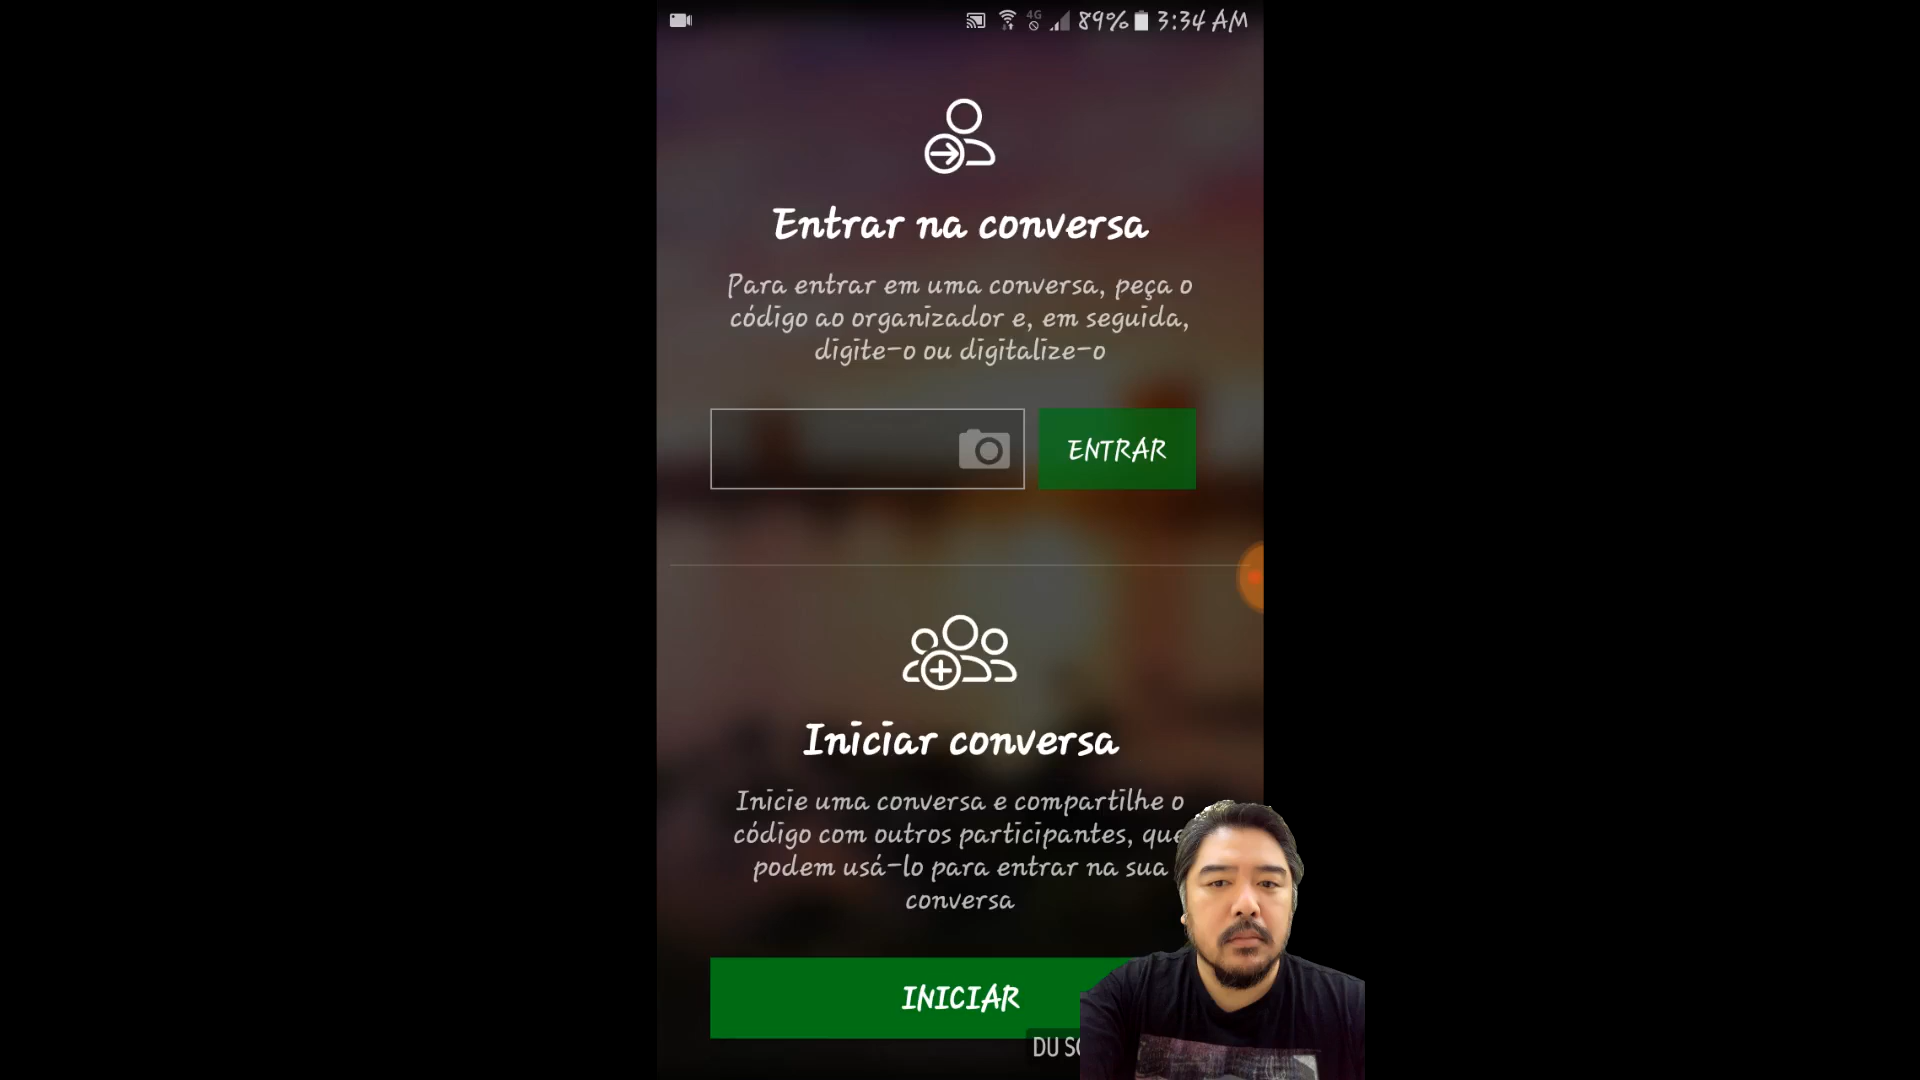 4G 89% 3:34 AM
Entrar na conversa
Para entrar em uma conversa, peça o
código ao organizador e, em seguida,
digite-o ou digitalize-o
ENTRAR
Iniciar conversa
Inicie uma conversa e compartilhe o
código com outros participantes, que
podem usá-lo para entrar na sua
conversa
INICIAR
DU